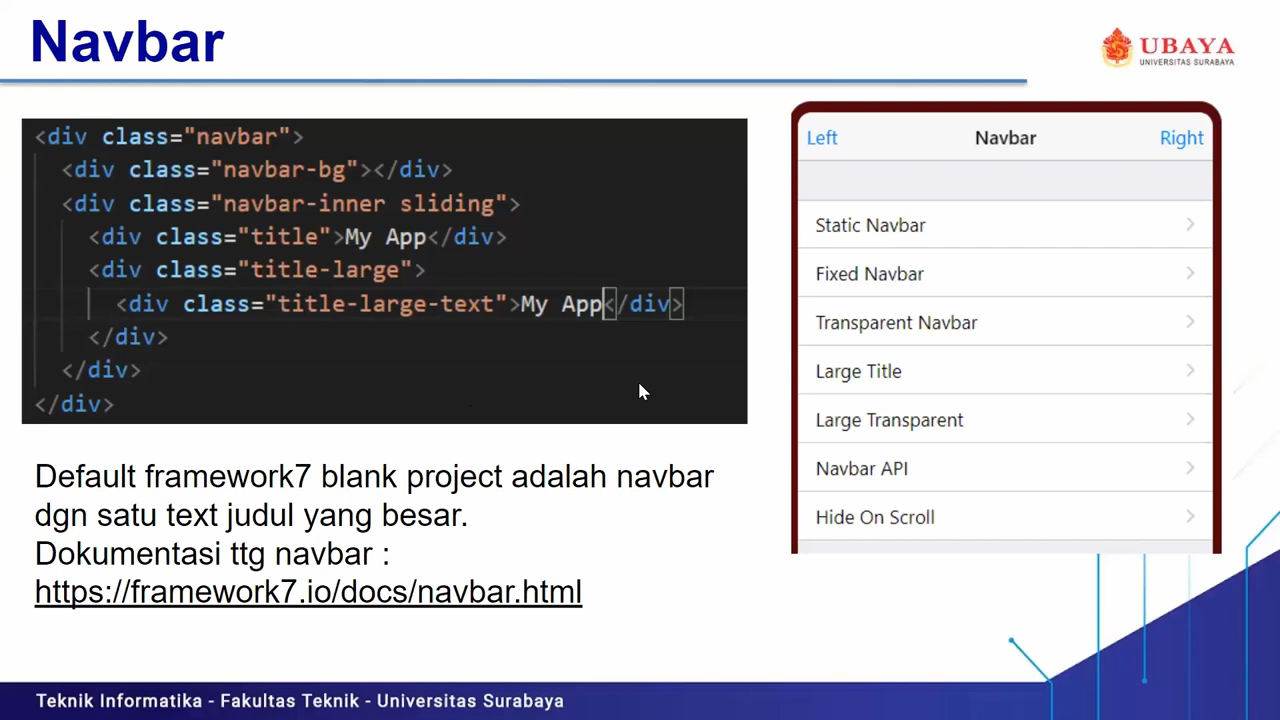 Navbar
UBAYA
UNIVERSITAS SURABAYA
<div class="navbar">
<div class="navbar-bg"></div>
<div class="navbar-inner sliding">
<div class="title">My App</div>
<div class="title-large">
<div class="title-large-text">My App</div>
</div>
</div>
</div>
Left Navbar Right
Static Navbar
Fixed Navbar
Transparent Navbar
Large Title
Large Transparent
Navbar API
Hide On Scroll
Default framework7 blank project adalah navbar
dgn satu text judul yang besar.
Dokumentasi ttg navbar :
https://framework7.io/docs/navbar.html
Teknik Informatika - Fakultas Teknik - Universitas Surabaya